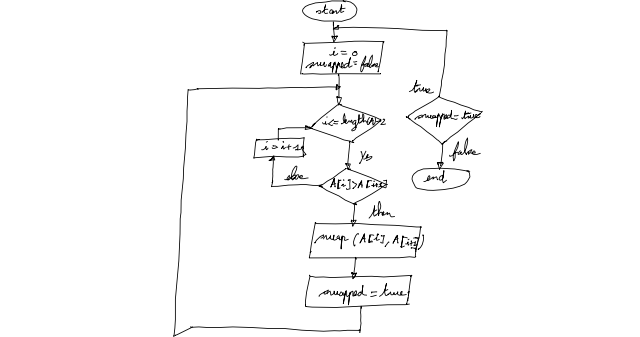 start
i = 0
swapped = false
true
i<= length(A)-2
swapped = true
i = i+1
yes
false
else
A[i]>A[i+1]
end
then
swap (A[i], A[i+1])
swapped = true